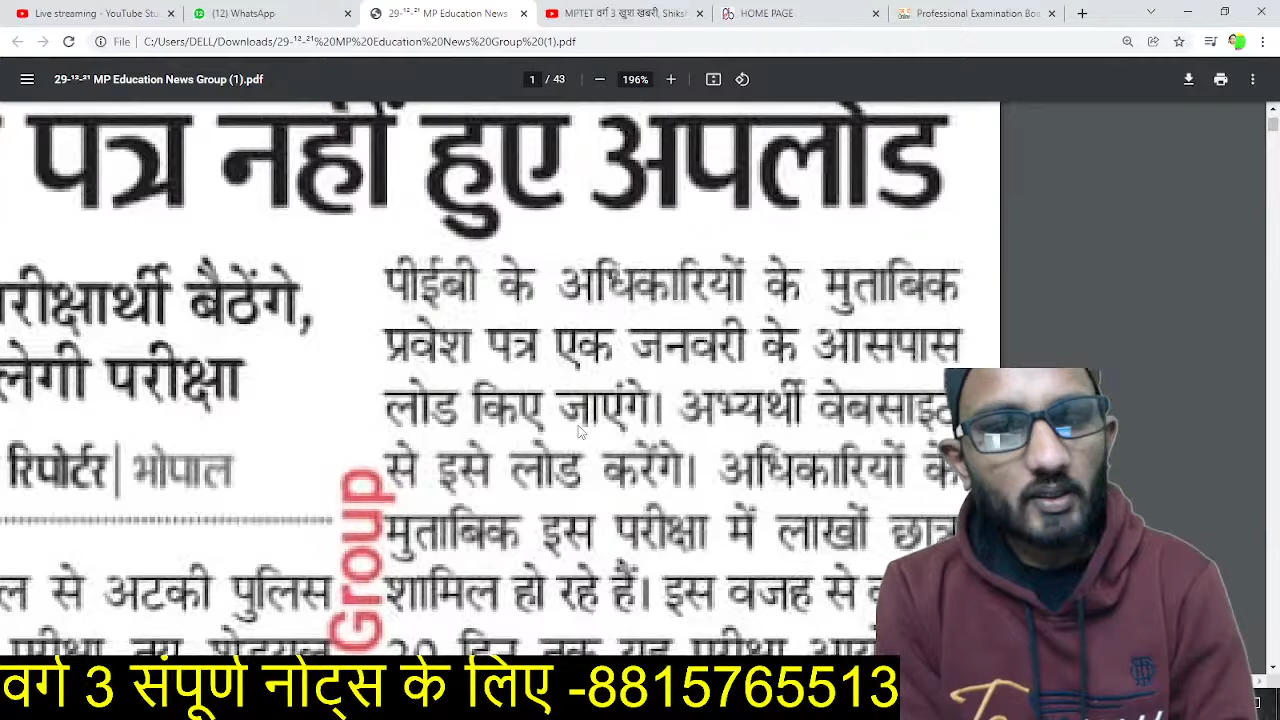 Live streaming - YouTube Stu
(12) WhatsApp
29-¹²-²¹ MP Education News
MPTET वर्ग 3 खुशखबरी, Shiksh
HOME PAGE
Professional Examination Boa
File C:/Users/DELL/Downloads/29-¹²-²¹%20MP%20Education%20News%20Group%20(1).pdf
29-¹²-²¹ MP Education News Group (1).pdf
1 / 43
196%
पत्र नहीं हुए अपलोड
रीक्षार्थी बैठेंगे,
लेगी परीक्षा
रिपोर्टर | भोपाल
ल से अटकी पुलिस
Group
पीईबी के अधिकारियों के मुताबिक
प्रवेश पत्र एक जनवरी के आसपास
लोड किए जाएंगे। अभ्यर्थी वेबसाइट
से इसे लोड करेंगे। अधिकारियों के
मुताबिक इस परीक्षा में लाखों छात्र
शामिल हो रहे हैं। इस वजह से
वर्ग 3 संपूर्ण नोट्स के लिए -8815765513